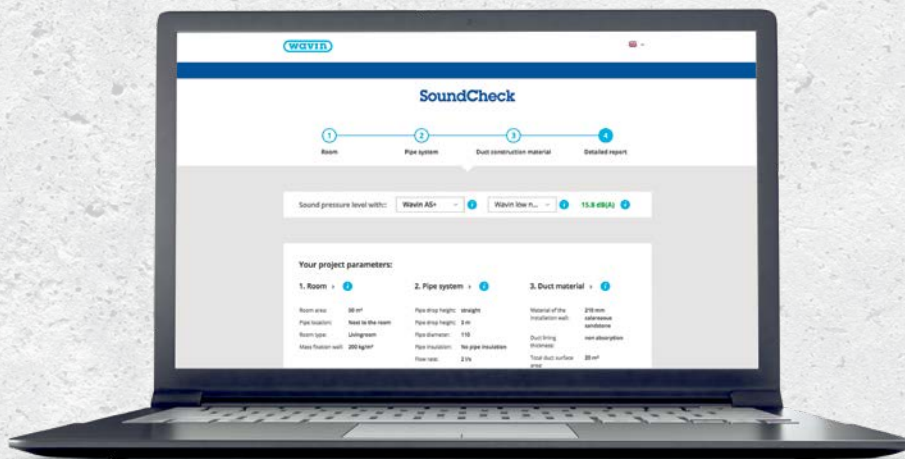 wavin
SoundCheck
1 2 3 4
Room Pipe system Duct construction material Detailed report
Sound pressure level with:: Wavin AS+ Wavin low n... 15.8 dB(A)
Your project parameters:
1. Room › 2. Pipe system › 3. Duct material ›
Room area: 30 m² Pipe drop height: straight Material of the installation wall: 210 mm calcareous sandstone
Pipe location: Next to the room Pipe drop height: 3 m
Room type: Livingroom Pipe diameter: 110 Duct lining thickness: non absorptive
Mass fixation wall: 200 kg/m² Pipe insulation: No pipe insulation
Flow rate: 2 l/s Total duct surface area: 20 m²